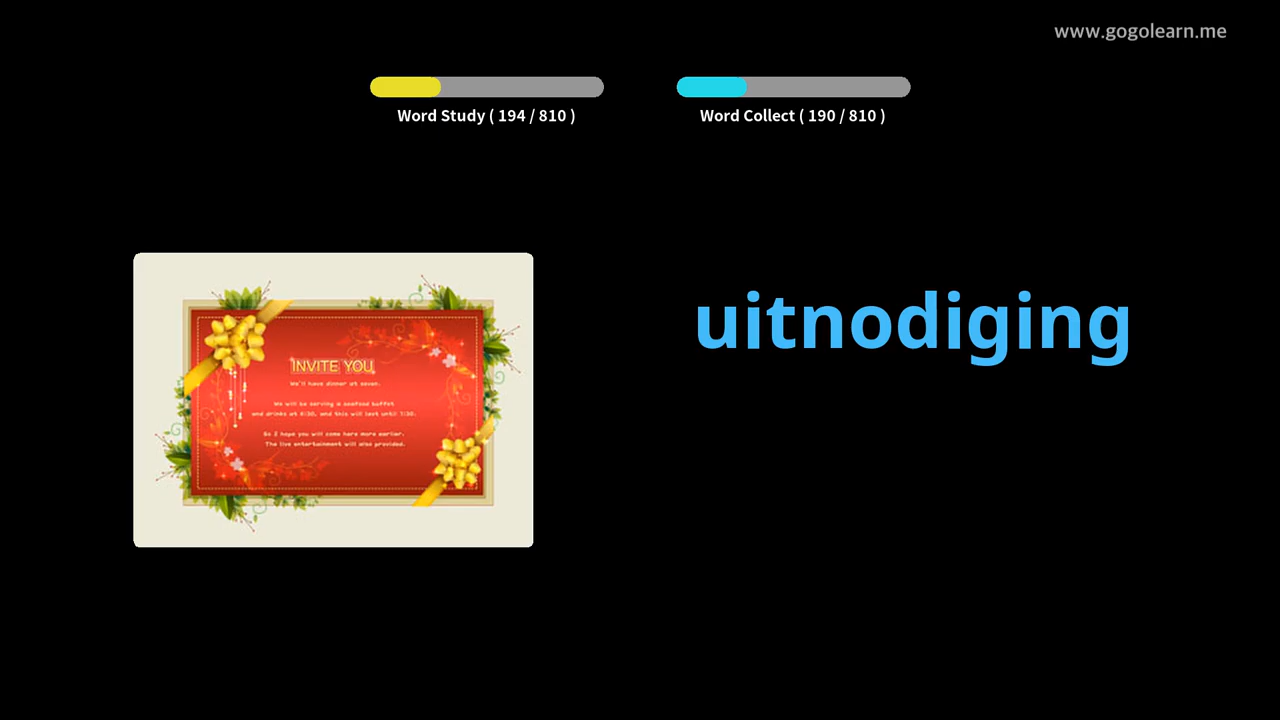 www.gogolearn.me
Word Study ( 194 / 810 )
Word Collect ( 190 / 810 )
uitnodiging
INVITE YOU
We'll have dinner at seven.
We will be serving a seafood buffet
and drinks at 6:30, and this will last until 7:30.
So I hope you will come here more earlier.
The live entertainment will also provided.